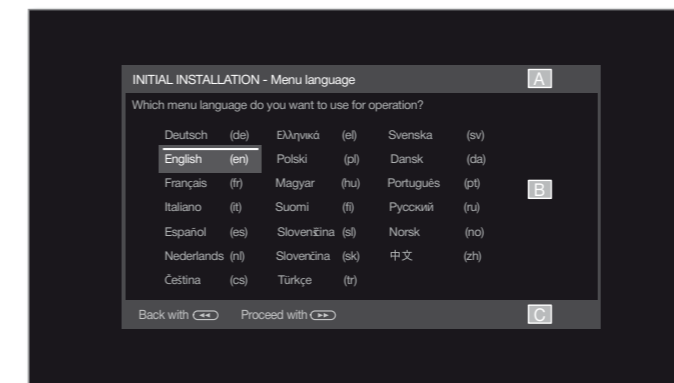 INITIAL INSTALLATION - Menu language A
Which menu language do you want to use for operation?
Deutsch (de) Ελληνικά (el) Svenska (sv)
English (en) Polski (pl) Dansk (da)
Français (fr) Magyar (hu) Português (pt) B
Italiano (it) Suomi (fi) Русский (ru)
Español (es) Slovenščina (sl) Norsk (no)
Nederlands (nl) Slovenčina (sk) 中文 (zh)
Čeština (cs) Türkçe (tr)
Back with ◄◄ Proceed with ►► C